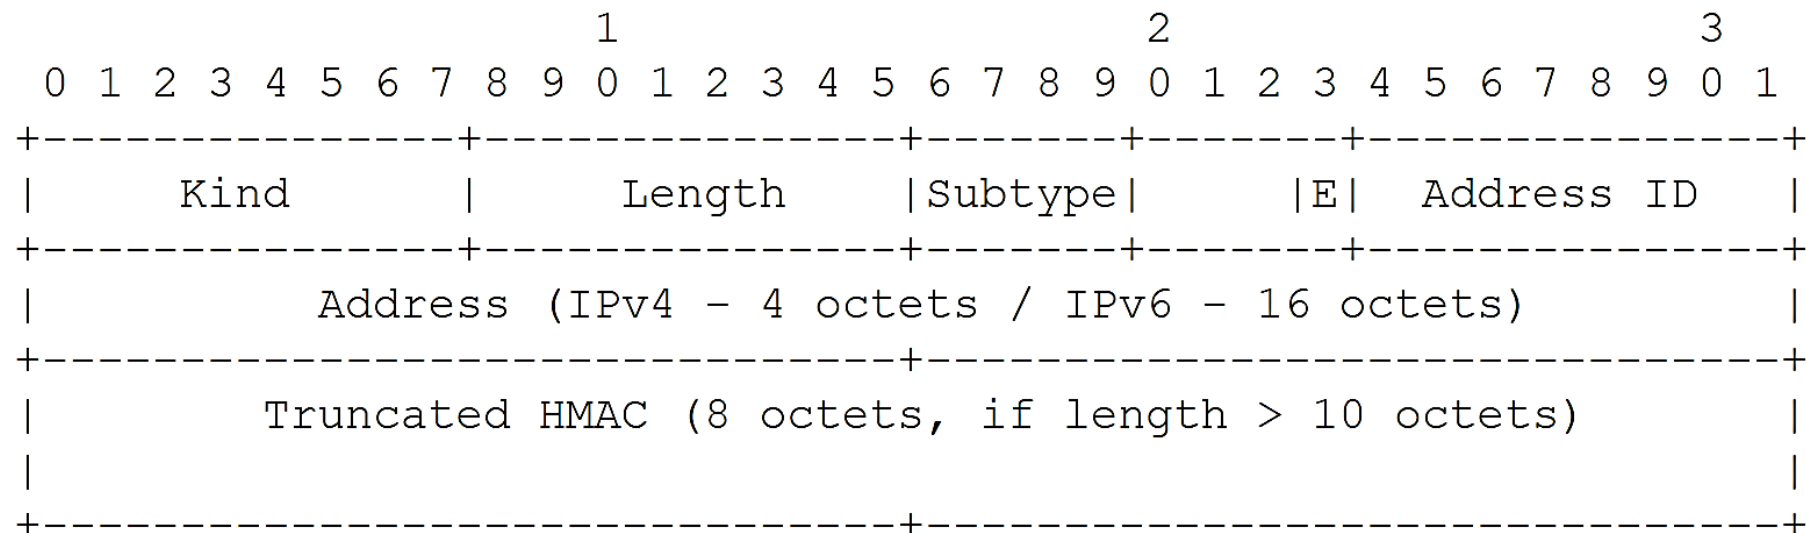 1                   2                   3
 0 1 2 3 4 5 6 7 8 9 0 1 2 3 4 5 6 7 8 9 0 1 2 3 4 5 6 7 8 9 0 1
+---------------+---------------+-------+-------+---------------+
|     Kind      |     Length    |Subtype|     |E|  Address ID   |
+---------------+---------------+-------+-------+---------------+
|          Address (IPv4 - 4 octets / IPv6 - 16 octets)         |
+-------------------------------+-------------------------------+
|        Truncated HMAC (8 octets, if length > 10 octets)       |
|                                                               |
+-------------------------------+-------------------------------+